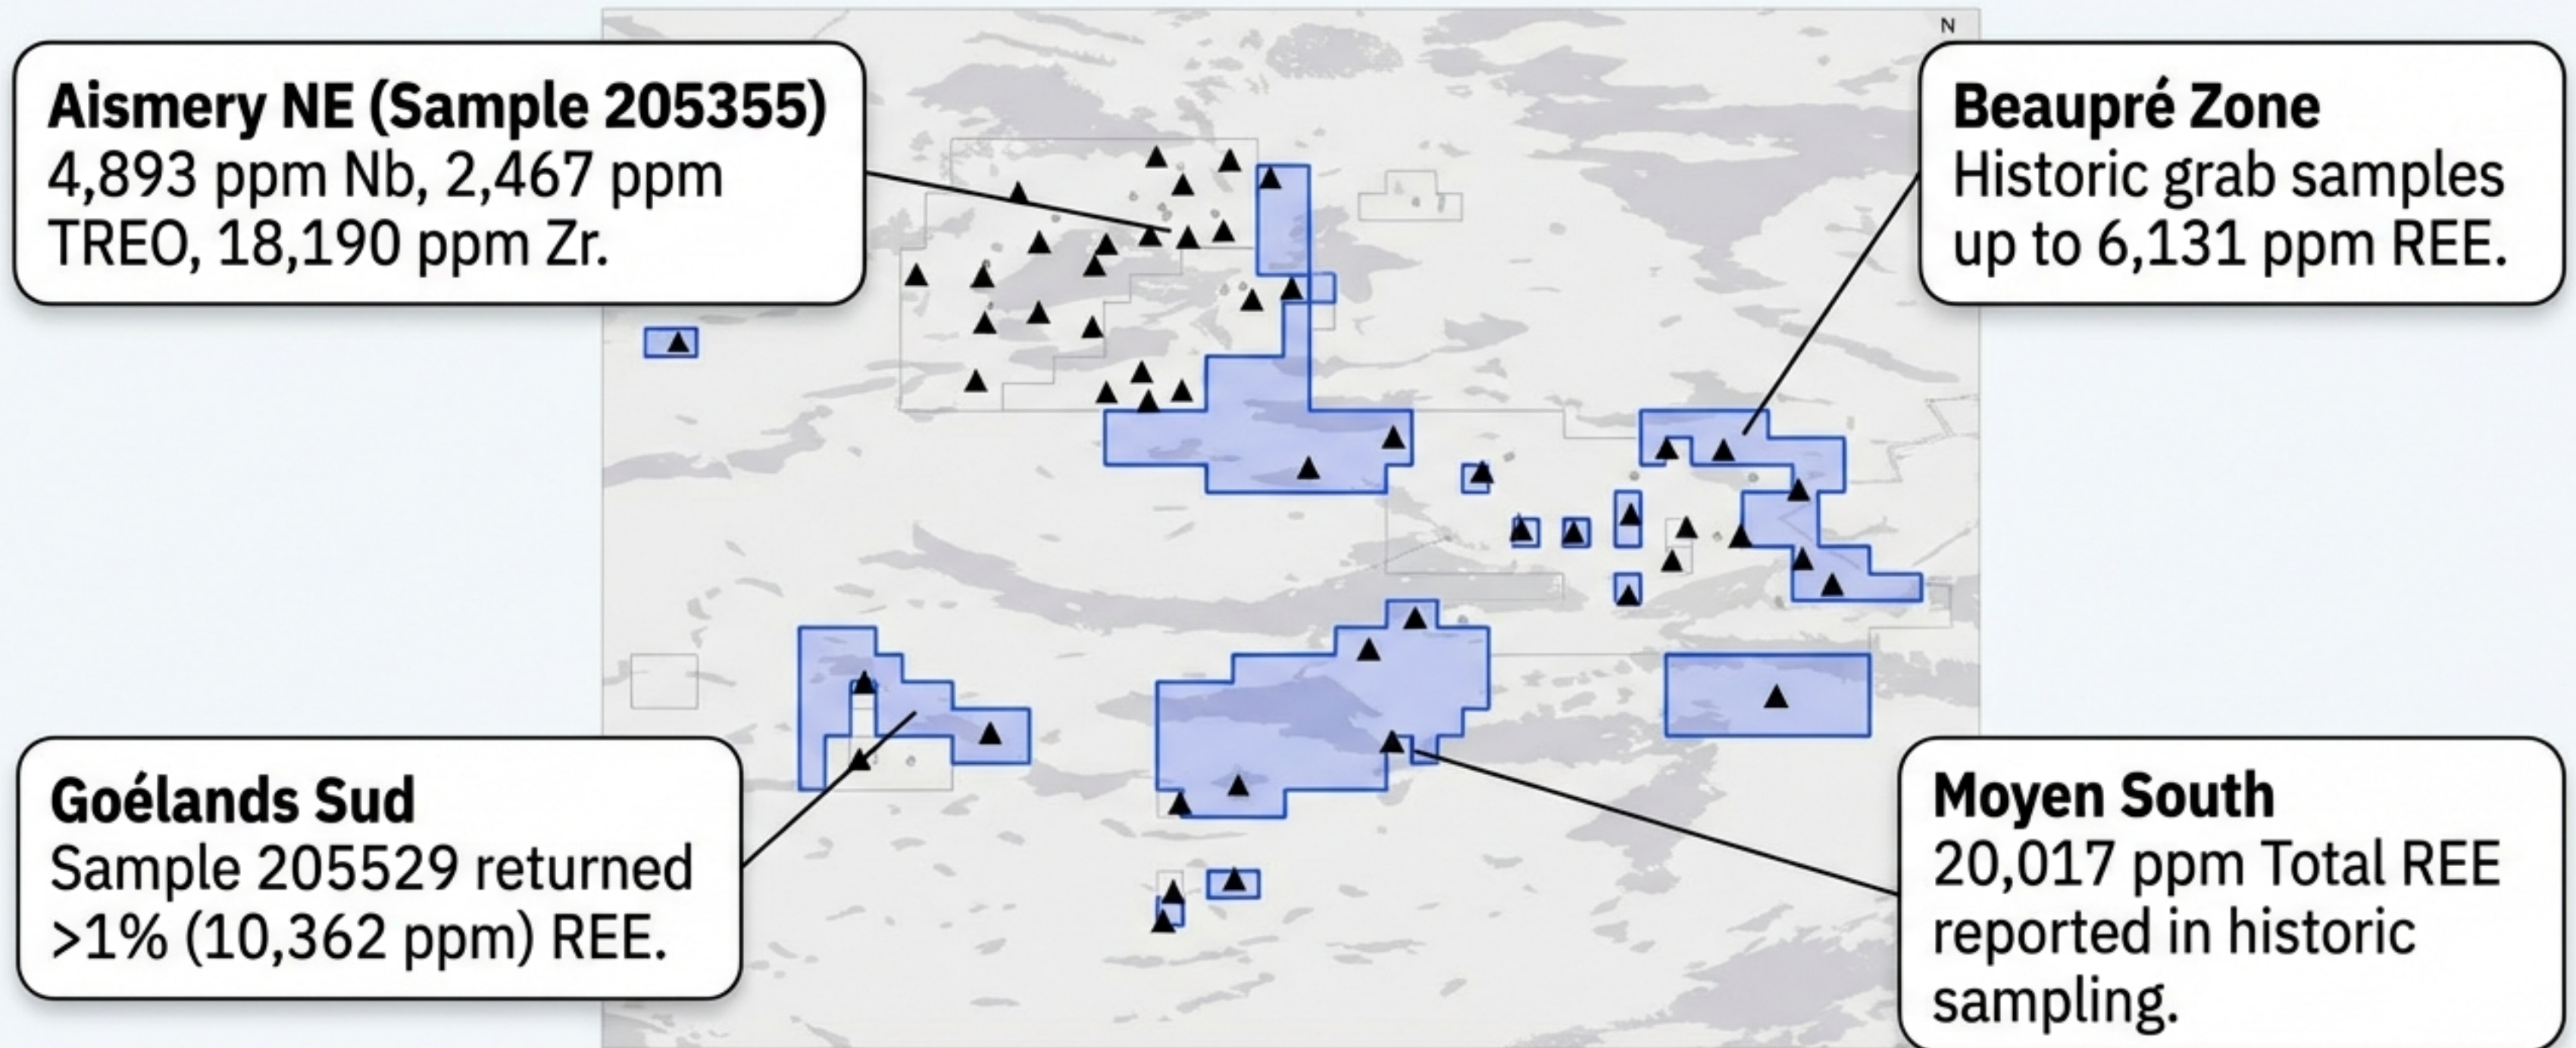 N
Aismery NE (Sample 205355)
4,893 ppm Nb, 2,467 ppm
TREO, 18,190 ppm Zr.
Beaupré Zone
Historic grab samples
up to 6,131 ppm REE.
Goélands Sud
Sample 205529 returned
>1% (10,362 ppm) REE.
Moyen South
20,017 ppm Total REE
reported in historic
sampling.